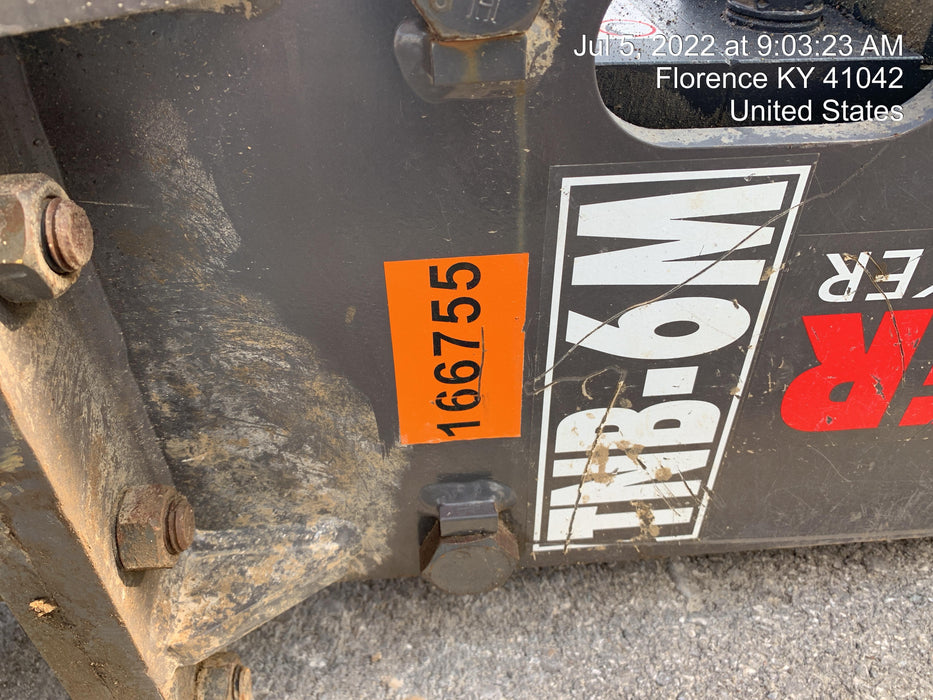 Jul 5, 2022 at 9:03:23 AM
Florence KY 41042
United States
166755
TNB-6M